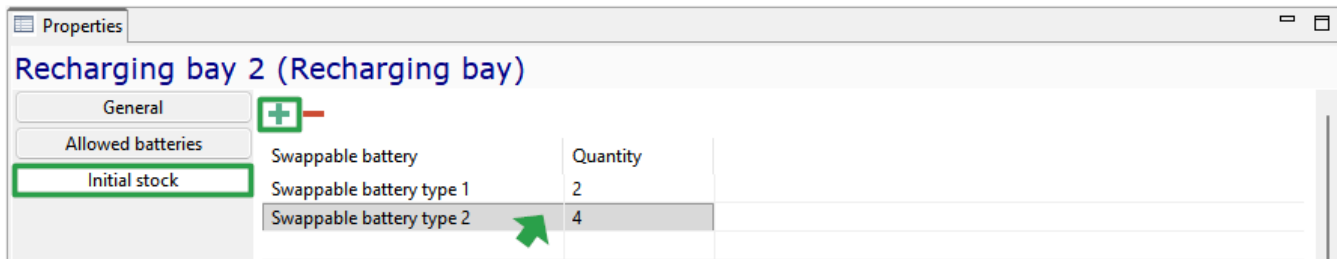 Properties
Recharging bay 2 (Recharging bay)
General
Allowed batteries
Initial stock
Swappable battery Quantity
Swappable battery type 1 2
Swappable battery type 2 4